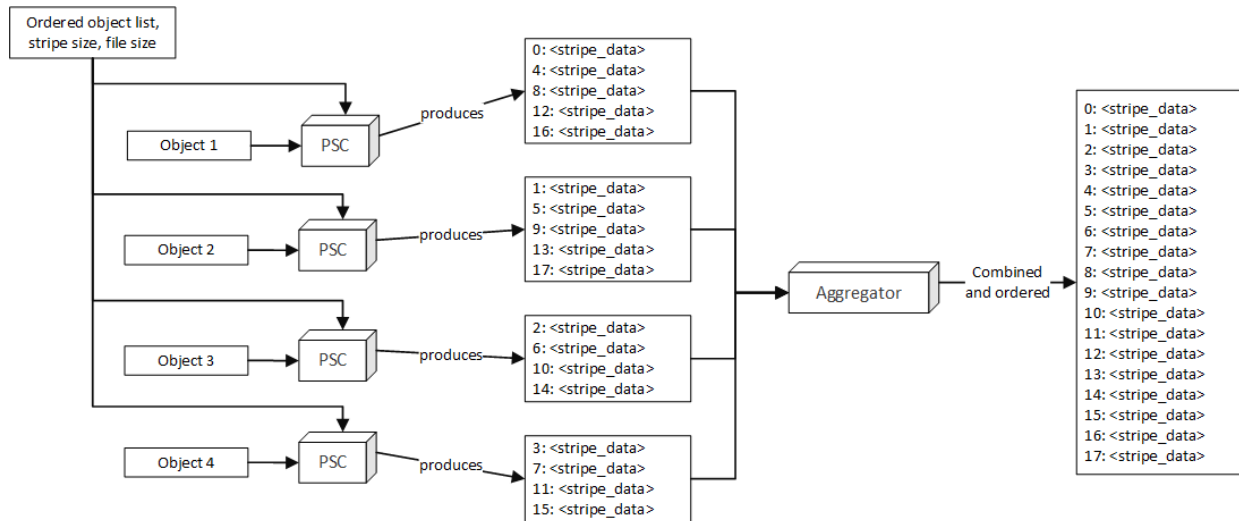 Ordered object list,
stripe size, file size
Object 1
PSC
produces
0: <stripe_data>
4: <stripe_data>
8: <stripe_data>
12: <stripe_data>
16: <stripe_data>
Object 2
PSC
produces
1: <stripe_data>
5: <stripe_data>
9: <stripe_data>
13: <stripe_data>
17: <stripe_data>
Object 3
PSC
produces
2: <stripe_data>
6: <stripe_data>
10: <stripe_data>
14: <stripe_data>
Object 4
PSC
produces
3: <stripe_data>
7: <stripe_data>
11: <stripe_data>
15: <stripe_data>
Aggregator
Combined
and ordered
0: <stripe_data>
1: <stripe_data>
2: <stripe_data>
3: <stripe_data>
4: <stripe_data>
5: <stripe_data>
6: <stripe_data>
7: <stripe_data>
8: <stripe_data>
9: <stripe_data>
10: <stripe_data>
11: <stripe_data>
12: <stripe_data>
13: <stripe_data>
14: <stripe_data>
15: <stripe_data>
16: <stripe_data>
17: <stripe_data>